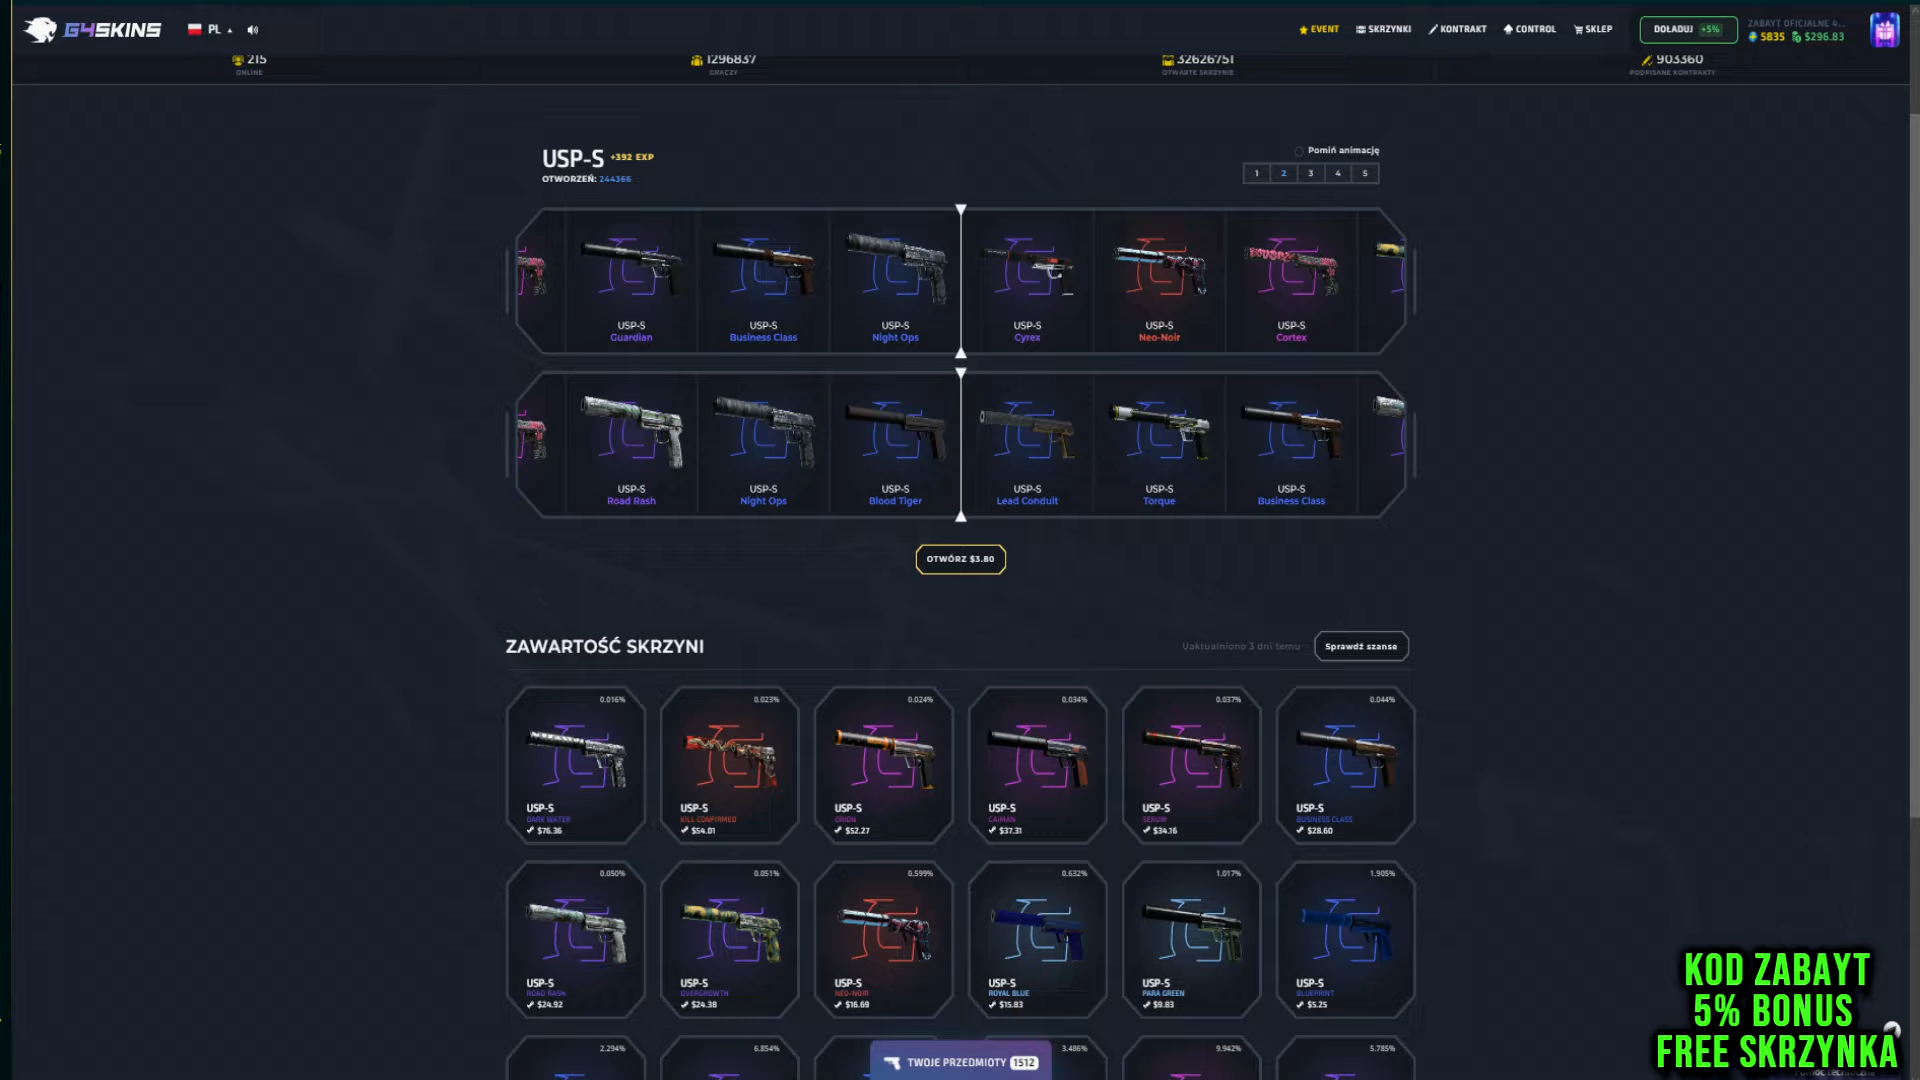 G4SKINS
PL
EVENT
SKRZYNKI
KONTRAKT
CONTROL
SKLEP
DOŁADUJ +5%
ZABAYT OFICJALNE 4...
5835 $296.83
215
ONLINE
1296837
GRACZY
32626751
OTWARTE SKRZYNIE
903360
PODPISANE KONTRAKTY
USP-S +392 EXP
OTWORZEŃ: 244366
Pomiń animację
1 2 3 4 5
USP-S
Guardian
USP-S
Business Class
USP-S
Night Ops
USP-S
Cyrex
USP-S
Neo-Noir
USP-S
Cortex
USP-S
Road Rash
USP-S
Night Ops
USP-S
Blood Tiger
USP-S
Lead Conduit
USP-S
Torque
USP-S
Business Class
OTWÓRZ $3.80
ZAWARTOŚĆ SKRZYNI
Uaktualniono 3 dni temu
Sprawdź szanse
0.016%
USP-S
DARK WATER
$76.36
0.023%
USP-S
KILL CONFIRMED
$54.01
0.024%
USP-S
ORION
$52.27
0.034%
USP-S
CAIMAN
$37.31
0.037%
USP-S
SERUM
$34.16
0.044%
USP-S
BUSINESS CLASS
$28.60
0.050%
USP-S
ROAD RASH
$24.92
0.051%
USP-S
OVERGROWTH
$24.38
0.599%
USP-S
NEO-NOIR
$16.69
0.632%
USP-S
ROYAL BLUE
$15.83
1.017%
USP-S
PARA GREEN
$9.83
1.905%
USP-S
BLUEPRINT
$5.25
2.294%
6.854%
3.486%
9.942%
5.785%
TWOJE PRZEDMIOTY 1512
KOD ZABAYT
5% BONUS
FREE SKRZYNKA